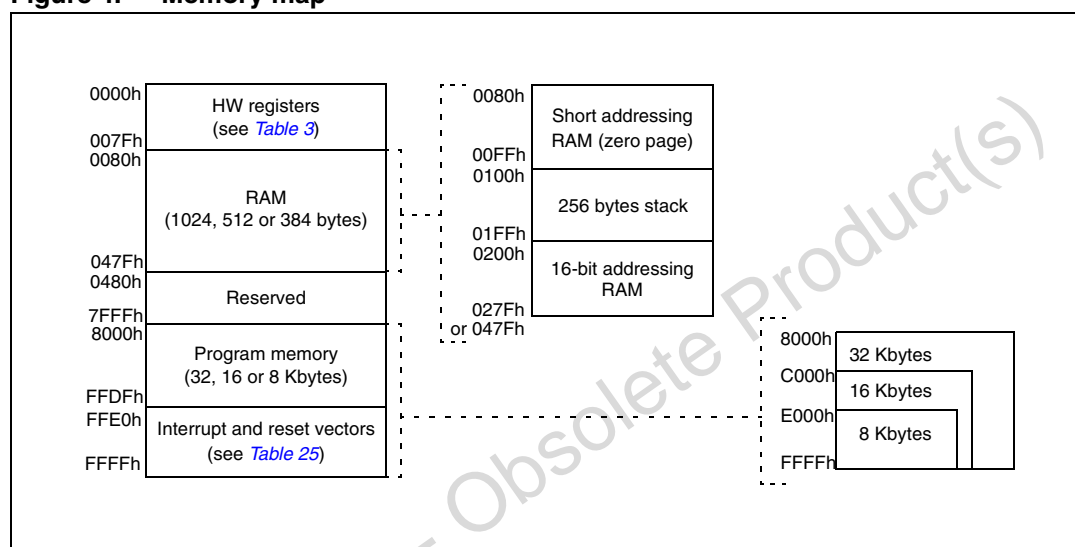 Figure 4. Memory map
0000h
HW registers
(see Table 3)
007Fh
0080h
RAM
(1024, 512 or 384 bytes)
047Fh
0480h
Reserved
7FFFh
8000h
Program memory
(32, 16 or 8 Kbytes)
FFDFh
FFE0h
Interrupt and reset vectors
(see Table 25)
FFFFh
0080h
Short addressing
RAM (zero page)
00FFh
0100h
256 bytes stack
01FFh
0200h
16-bit addressing
RAM
027Fh
or 047Fh
8000h
32 Kbytes
C000h
16 Kbytes
E000h
8 Kbytes
FFFFh
- Obsolete Product(s)